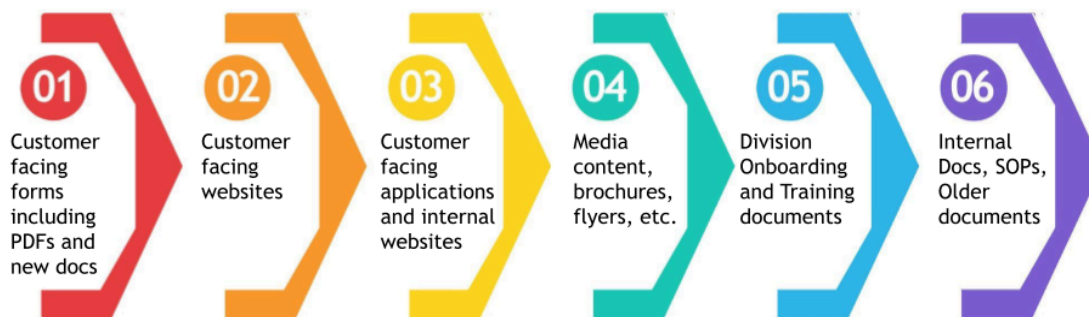 01
Customer
facing
forms
including
PDFs and
new docs
02
Customer
facing
websites
03
Customer
facing
applications
and internal
websites
04
Media
content,
brochures,
flyers, etc.
05
Division
Onboarding
and Training
documents
06
Internal
Docs, SOPs,
Older
documents